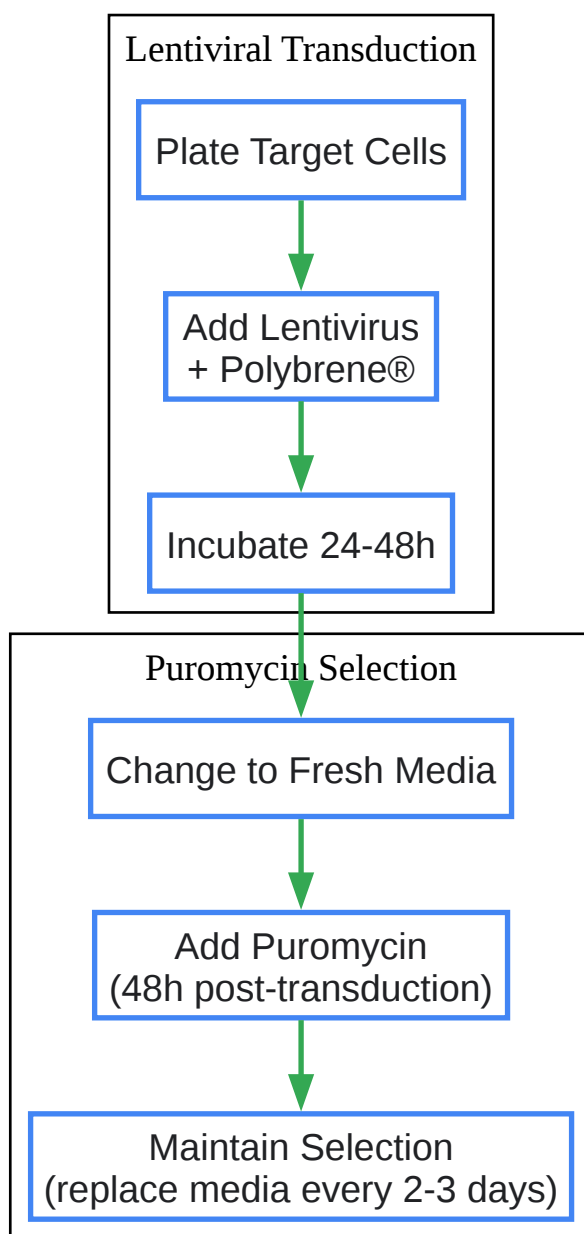 Lentiviral Transduction
Plate Target Cells
Add Lentivirus
+ Polybrene®
Incubate 24-48h
Puromycin Selection
Change to Fresh Media
Add Puromycin
(48h post-transduction)
Maintain Selection
(replace media every 2-3 days)